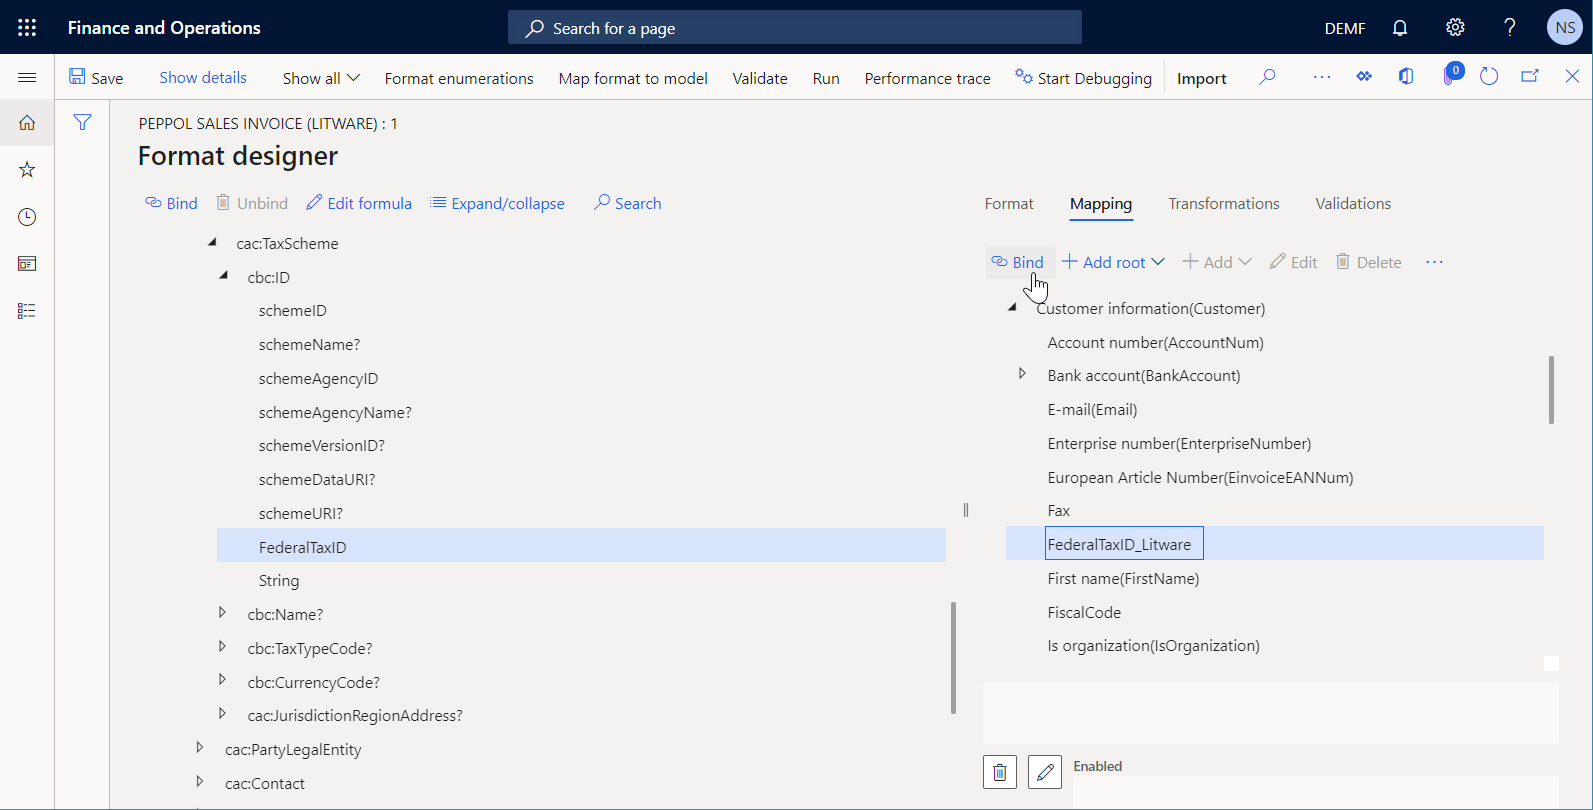 Finance and Operations
Search for a page
DEMF
?
NS
Save
Show details
Show all
Format enumerations
Map format to model
Validate
Run
Performance trace
Start Debugging
Import
0
PEPPOL SALES INVOICE (LITWARE) : 1
Format designer
Bind
Unbind
Edit formula
Expand/collapse
Search
Format
Mapping
Transformations
Validations
Bind
Add root
Add
Edit
Delete
cac:TaxScheme
cbc:ID
schemeID
schemeName?
schemeAgencyID
schemeAgencyName?
schemeVersionID?
schemeDataURI?
schemeURI?
FederalTaxID
String
cbc:Name?
cbc:TaxTypeCode?
cbc:CurrencyCode?
cac:JurisdictionRegionAddress?
cac:PartyLegalEntity
cac:Contact
Customer information(Customer)
Account number(AccountNum)
Bank account(BankAccount)
E-mail(Email)
Enterprise number(EnterpriseNumber)
European Article Number(EinvoiceEANNum)
Fax
FederalTaxID_Litware
First name(FirstName)
FiscalCode
Is organization(IsOrganization)
Enabled